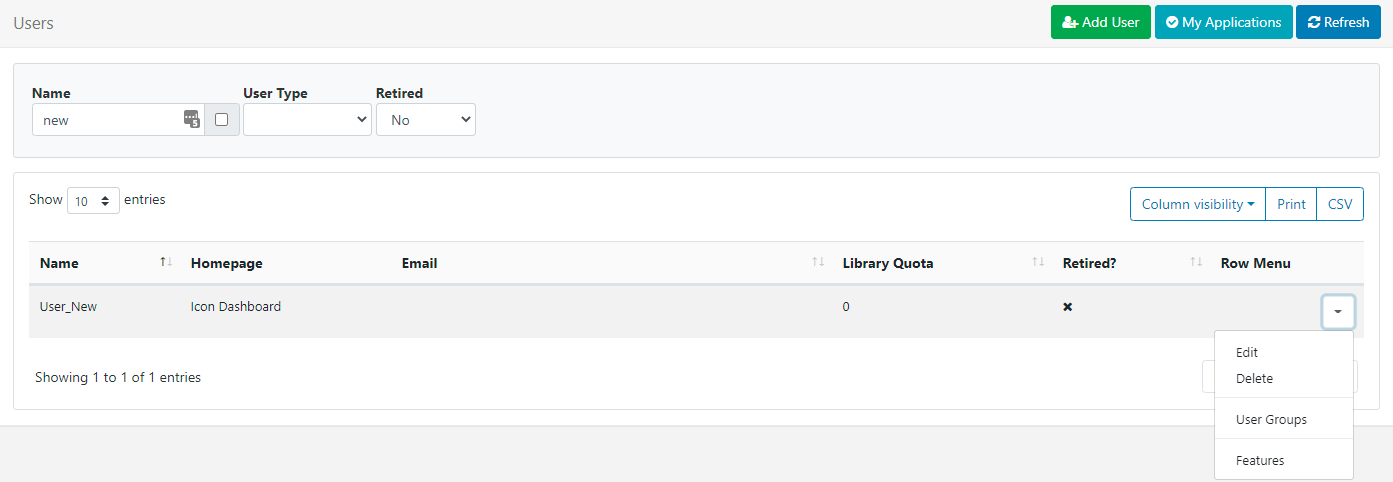 Users
Add User My Applications Refresh
Name User Type Retired
new No
Show 10 entries
Column visibility Print CSV
Name Homepage Email Library Quota Retired? Row Menu
User_New Icon Dashboard 0
Edit
Showing 1 to 1 of 1 entries
Delete
User Groups
Features